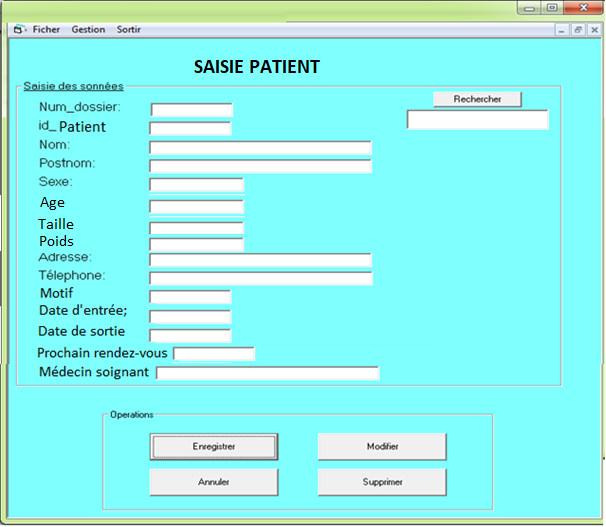 Ficher Gestion Sortir
SAISIE PATIENT
Saisie des sonnées
Rechercher
Num_dossier:
id_Patient
Nom:
Postnom:
Sexe:
Age
Taille
Poids
Adresse:
Télephone:
Motif
Date d'entrée;
Date de sortie
Prochain rendez-vous
Médecin soignant
Operations
Enregistrer Modifier
Annuler Supprimer